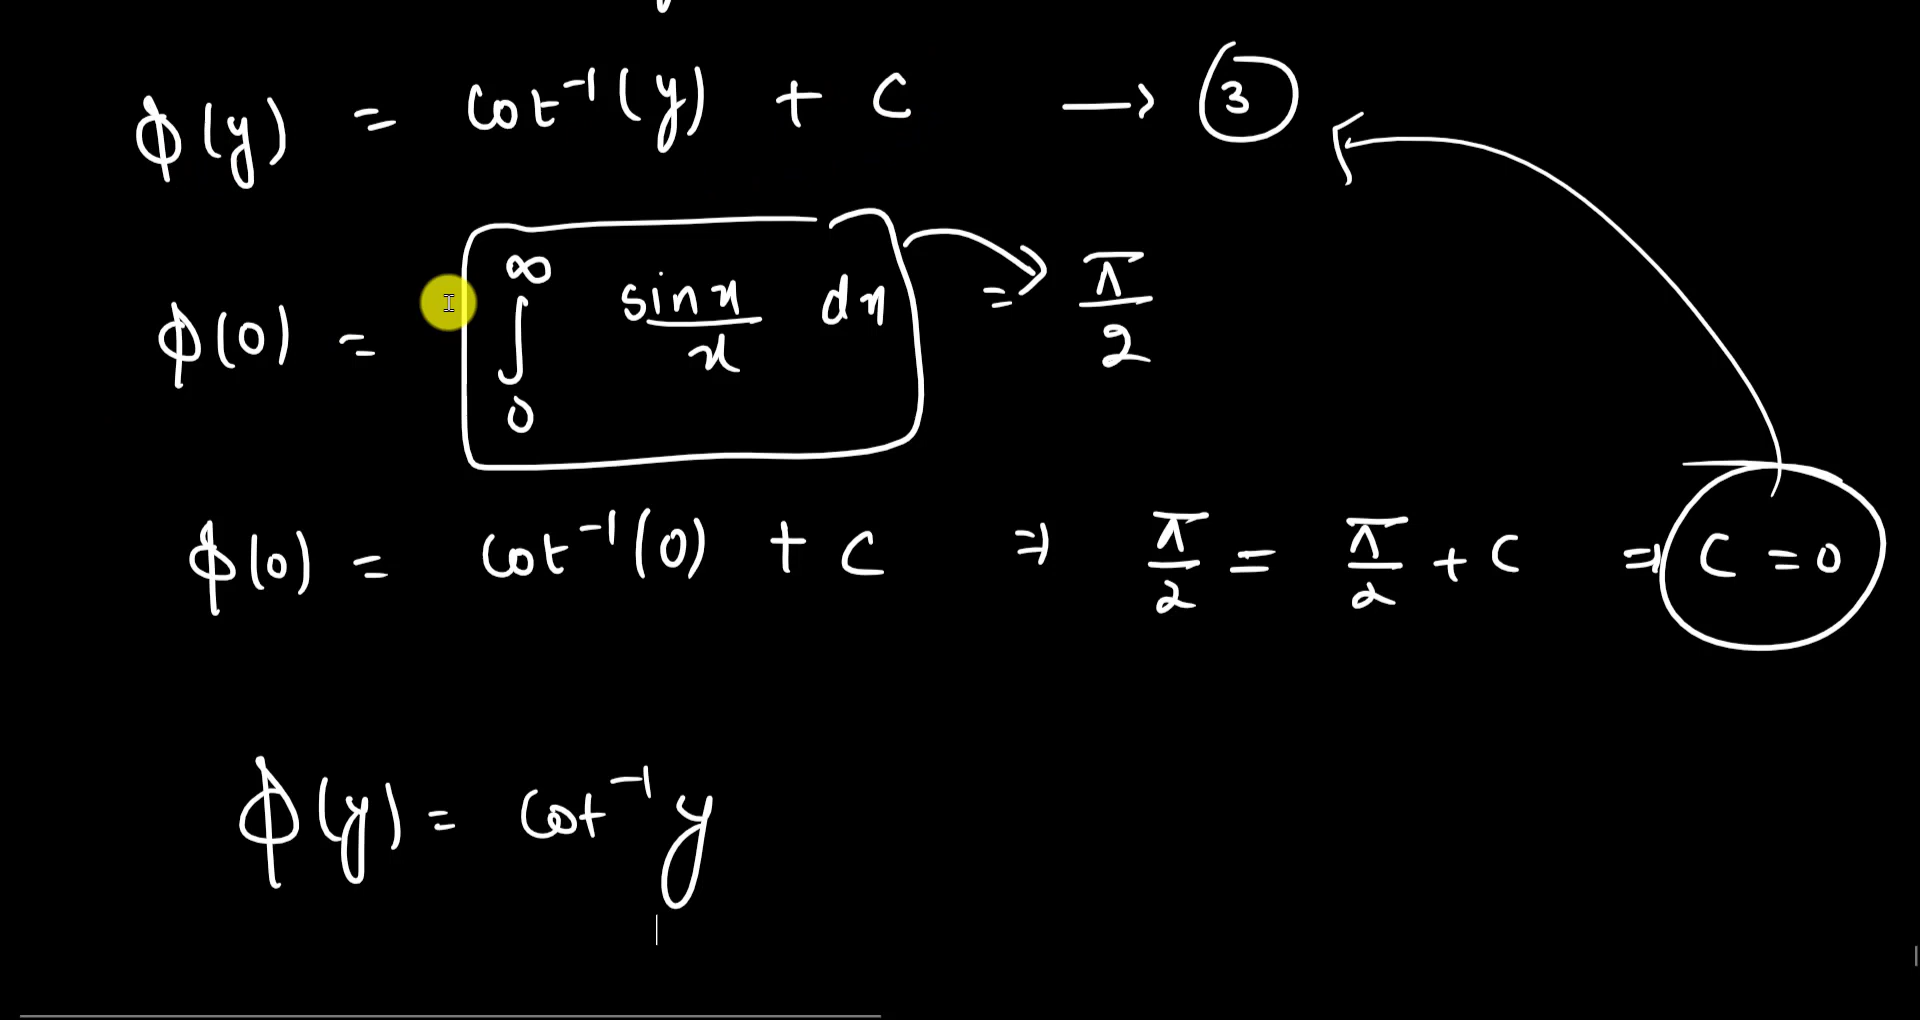 ϕ(y) = cot⁻¹(y) + C → 3
ϕ(0) = ∫₀^∞ sin x / x dx = π/2
ϕ(0) = cot⁻¹(0) + C ⇒ π/2 = π/2 + C ⇒ C = 0
ϕ(y) = cot⁻¹ y